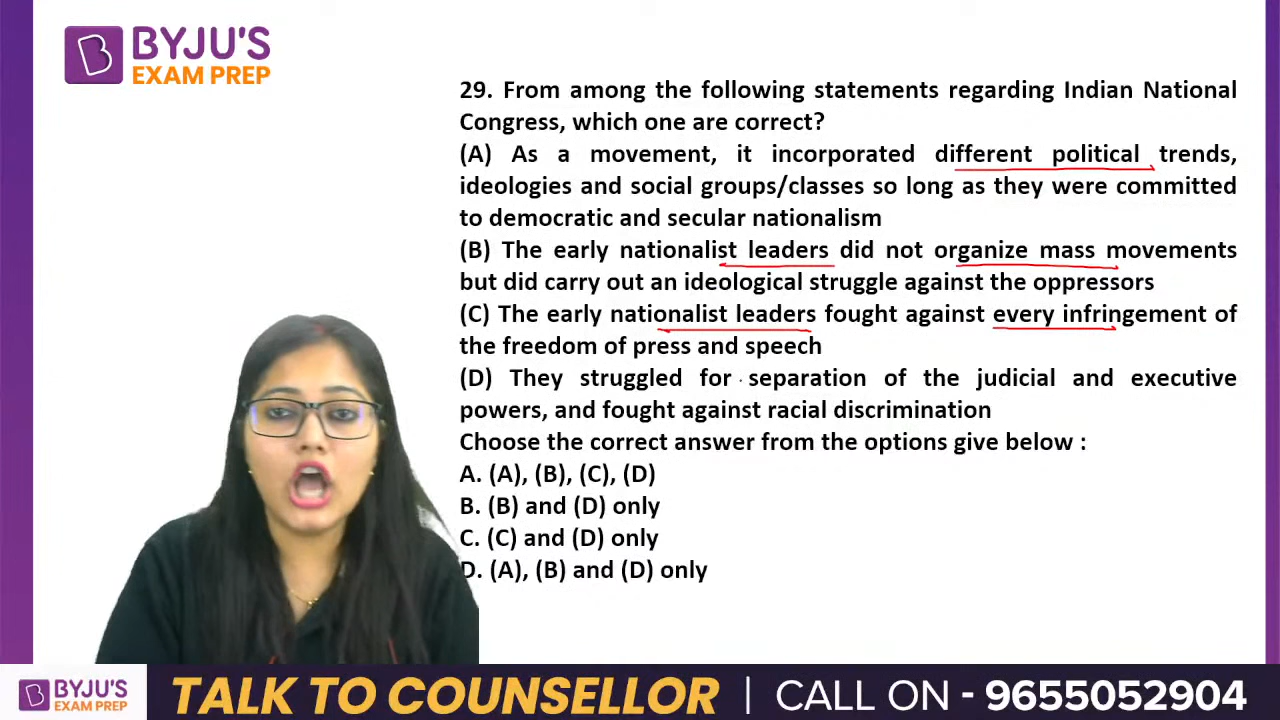 BYJU'S
EXAM PREP
29. From among the following statements regarding Indian National
Congress, which one are correct?
(A) As a movement, it incorporated different political trends,
ideologies and social groups/classes so long as they were committed
to democratic and secular nationalism
(B) The early nationalist leaders did not organize mass movements
but did carry out an ideological struggle against the oppressors
(C) The early nationalist leaders fought against every infringement of
the freedom of press and speech
(D) They struggled for separation of the judicial and executive
powers, and fought against racial discrimination
Choose the correct answer from the options give below :
A. (A), (B), (C), (D)
B. (B) and (D) only
C. (C) and (D) only
D. (A), (B) and (D) only
BYJU'S
EXAM PREP
TALK TO COUNSELLOR | CALL ON - 9655052904